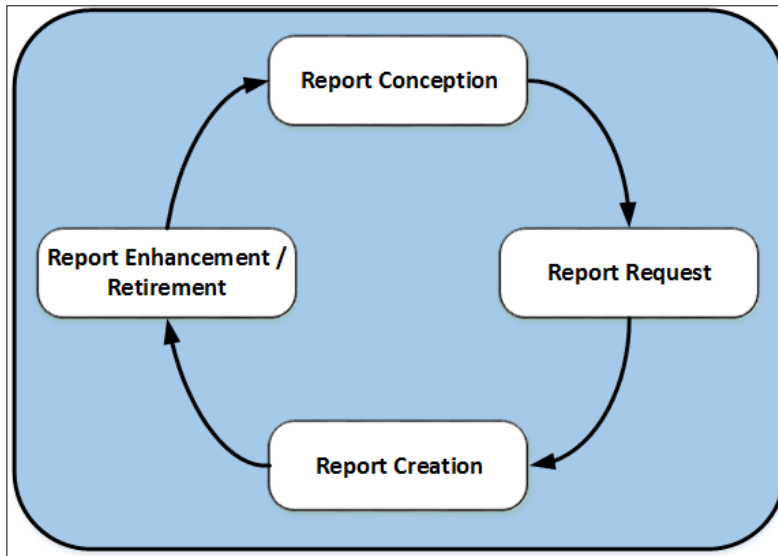 Report Conception
Report Enhancement /
Retirement
Report Request
Report Creation